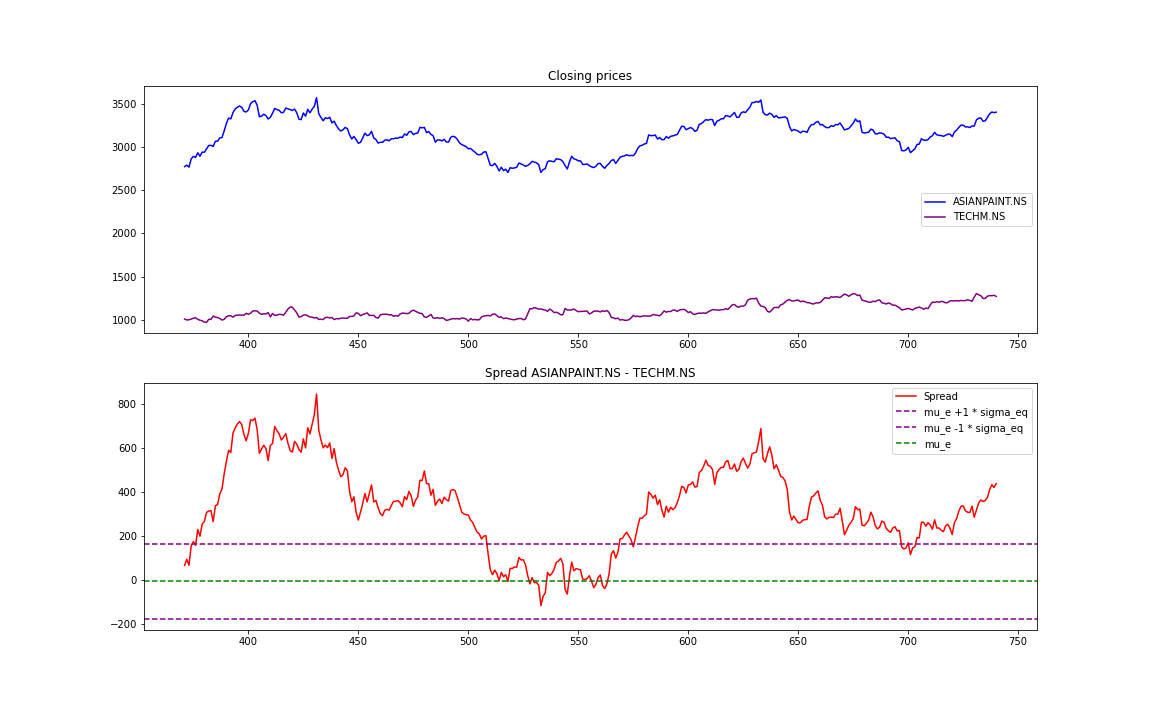 Closing prices
3500
3000
2500
2000
1500
1000
ASIANPAINT.NS
TECHM.NS
400 450 500 550 600 650 700 750
Spread ASIANPAINT.NS - TECHM.NS
800
600
400
200
0
−200
Spread
mu_e +1 * sigma_eq
mu_e -1 * sigma_eq
mu_e
400 450 500 550 600 650 700 750